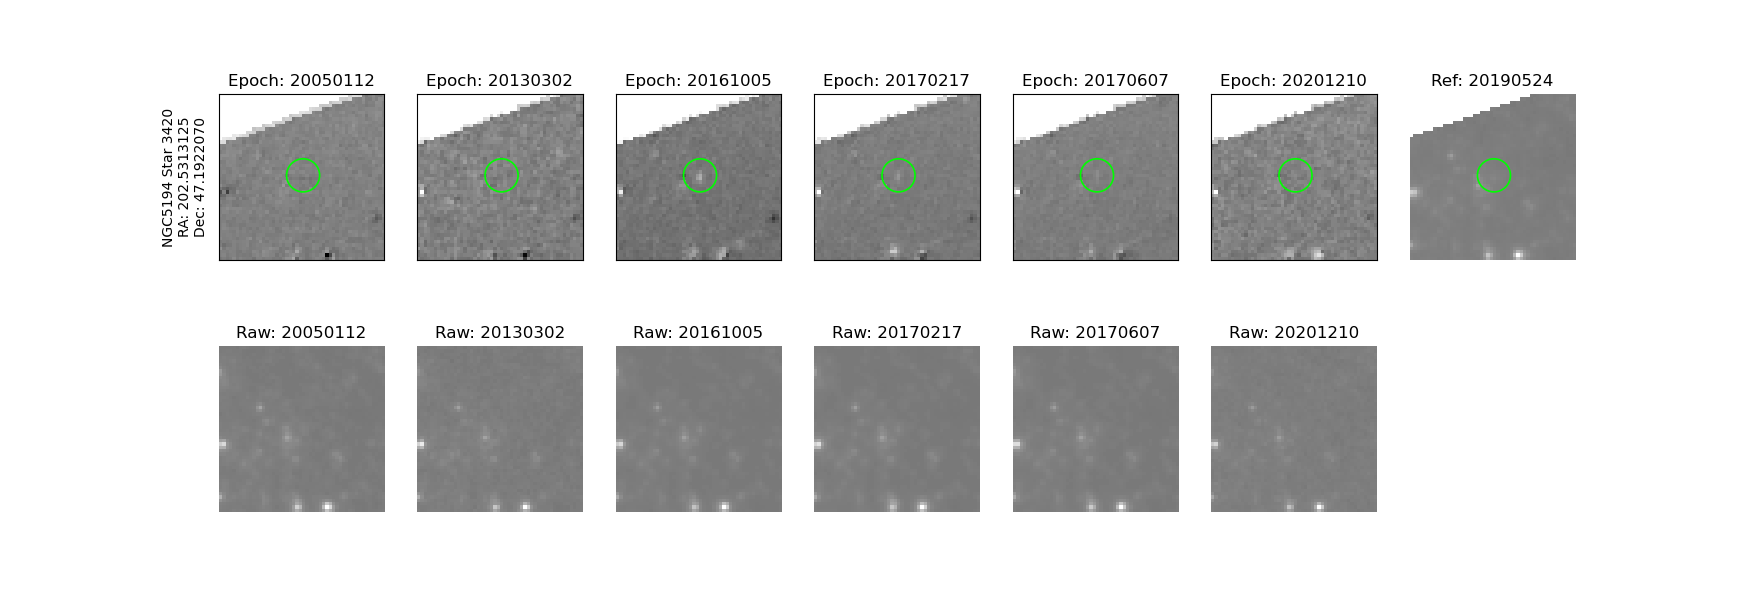 Epoch: 20050112
Epoch: 20130302
Epoch: 20161005
Epoch: 20170217
Epoch: 20170607
Epoch: 20201210
Ref: 20190524
NGC5194 Star 3420
RA: 202.5313125
Dec: 47.1922070
Raw: 20050112
Raw: 20130302
Raw: 20161005
Raw: 20170217
Raw: 20170607
Raw: 20201210